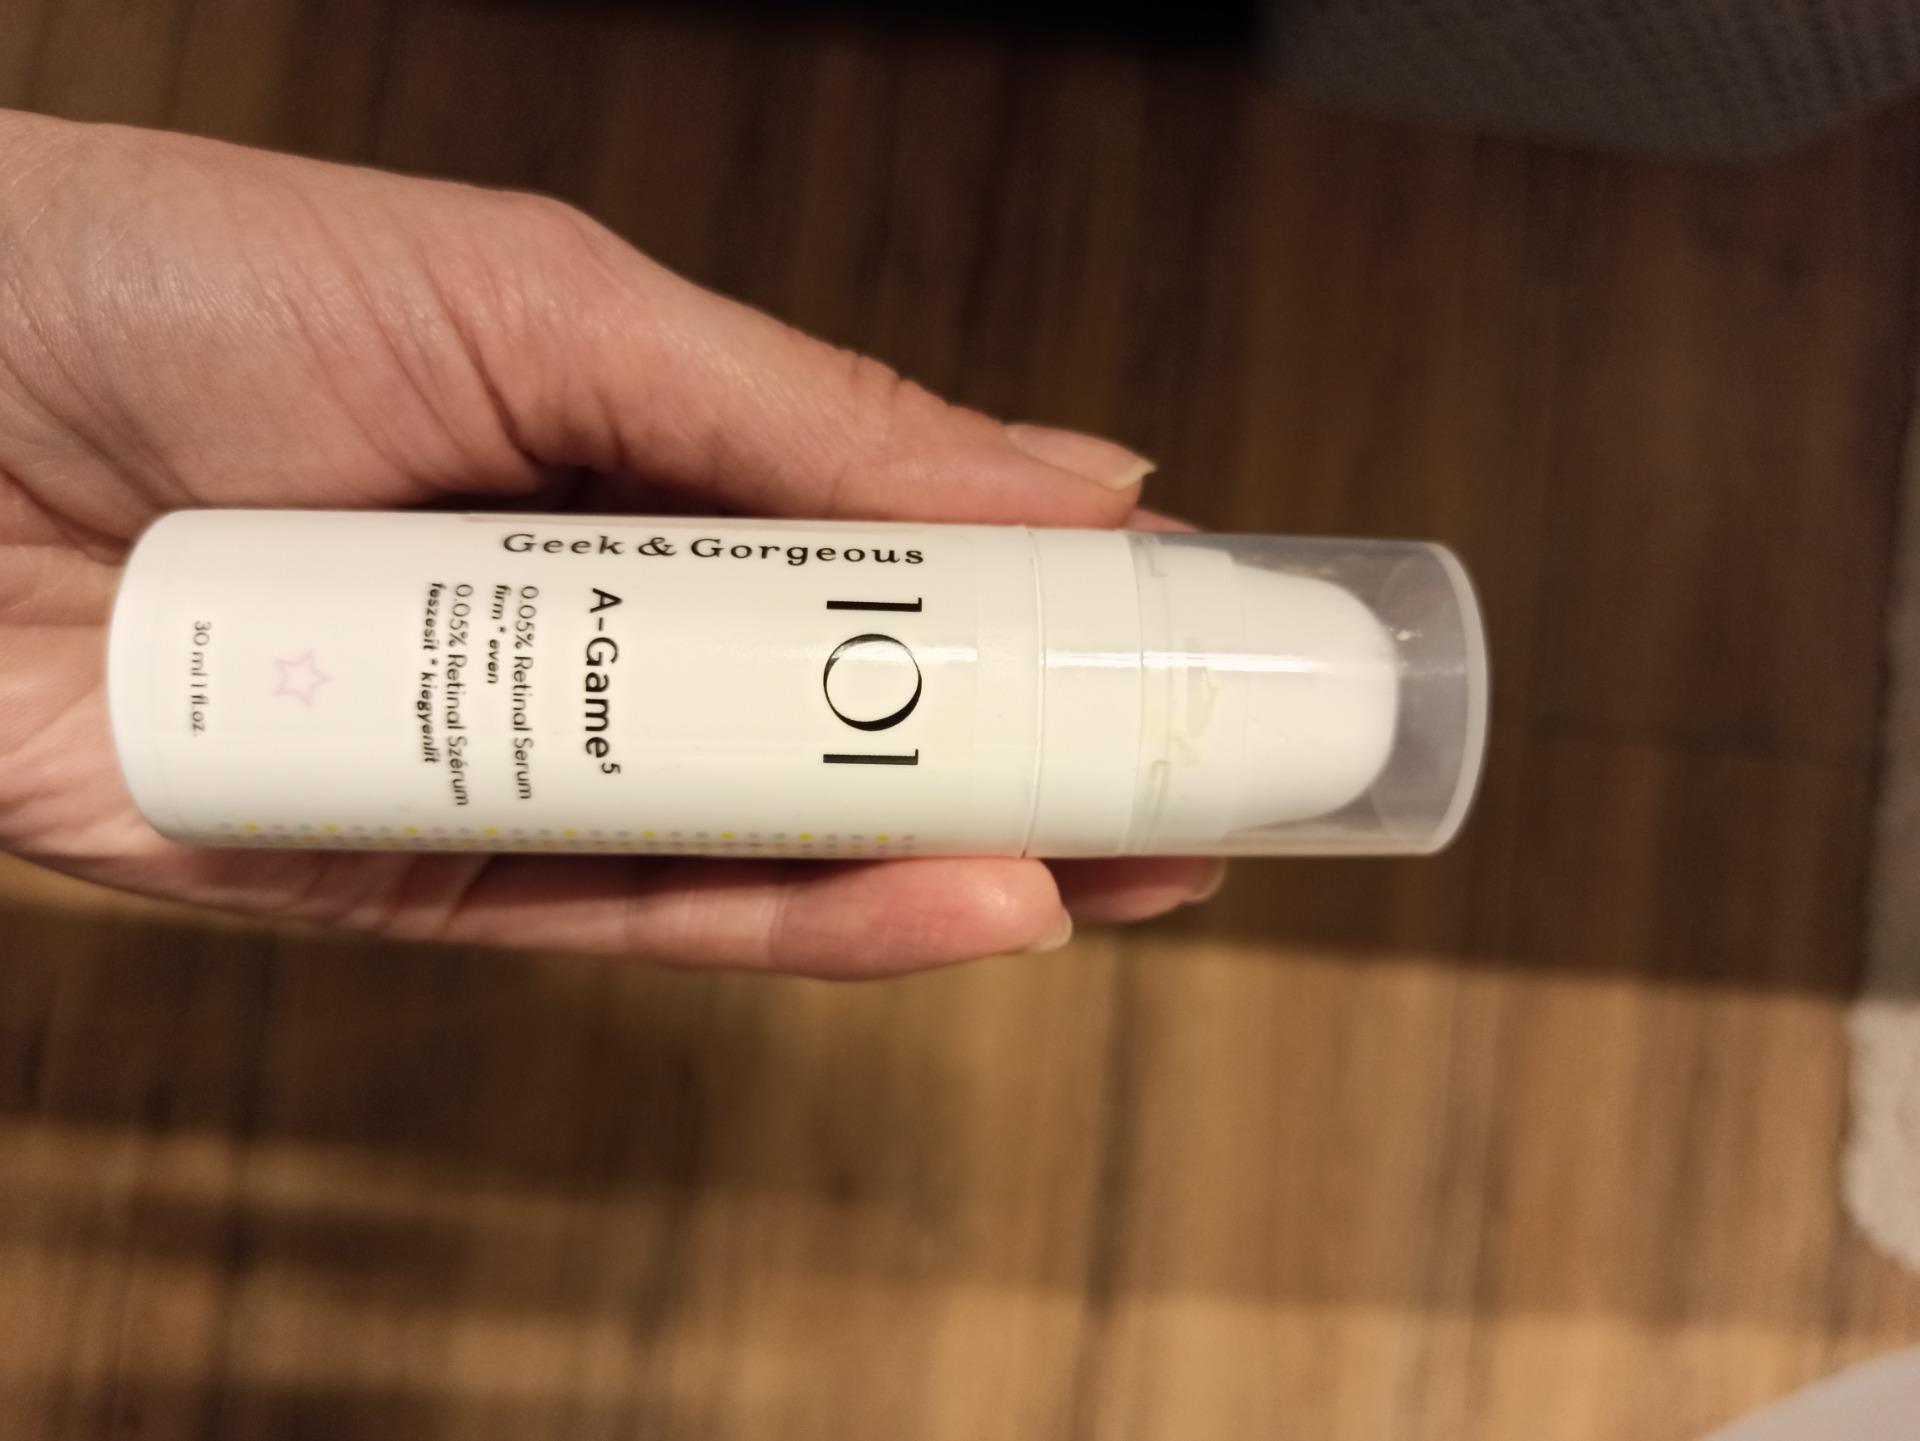 Geek & Gorgeous
101
A-Game⁵
0.05% Retinal Serum
firm * even
0.05% Retinal Szérum
feszesít * kiegyenlít
30 ml 1 fl.oz.